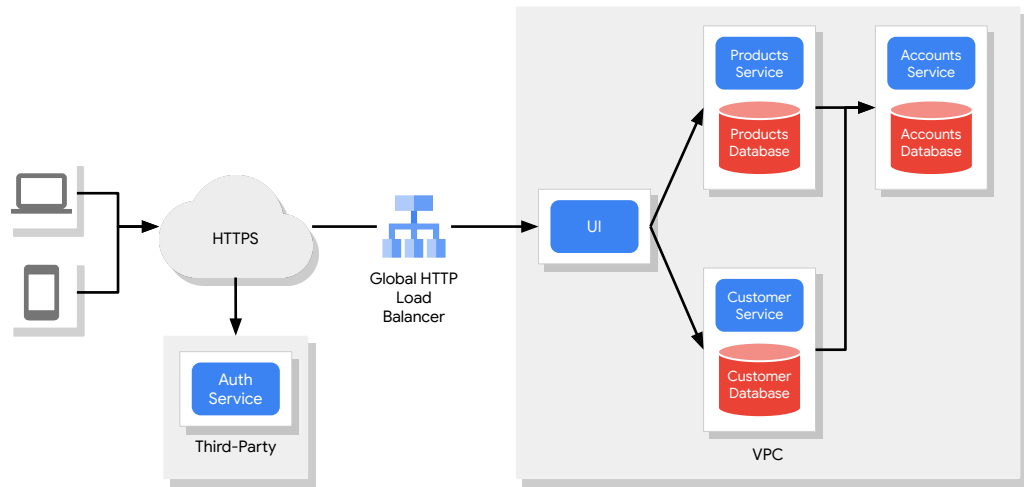 HTTPS
Global HTTP
Load
Balancer
Auth
Service
Third-Party
UI
Products
Service
Products
Database
Accounts
Service
Accounts
Database
Customer
Service
Customer
Database
VPC